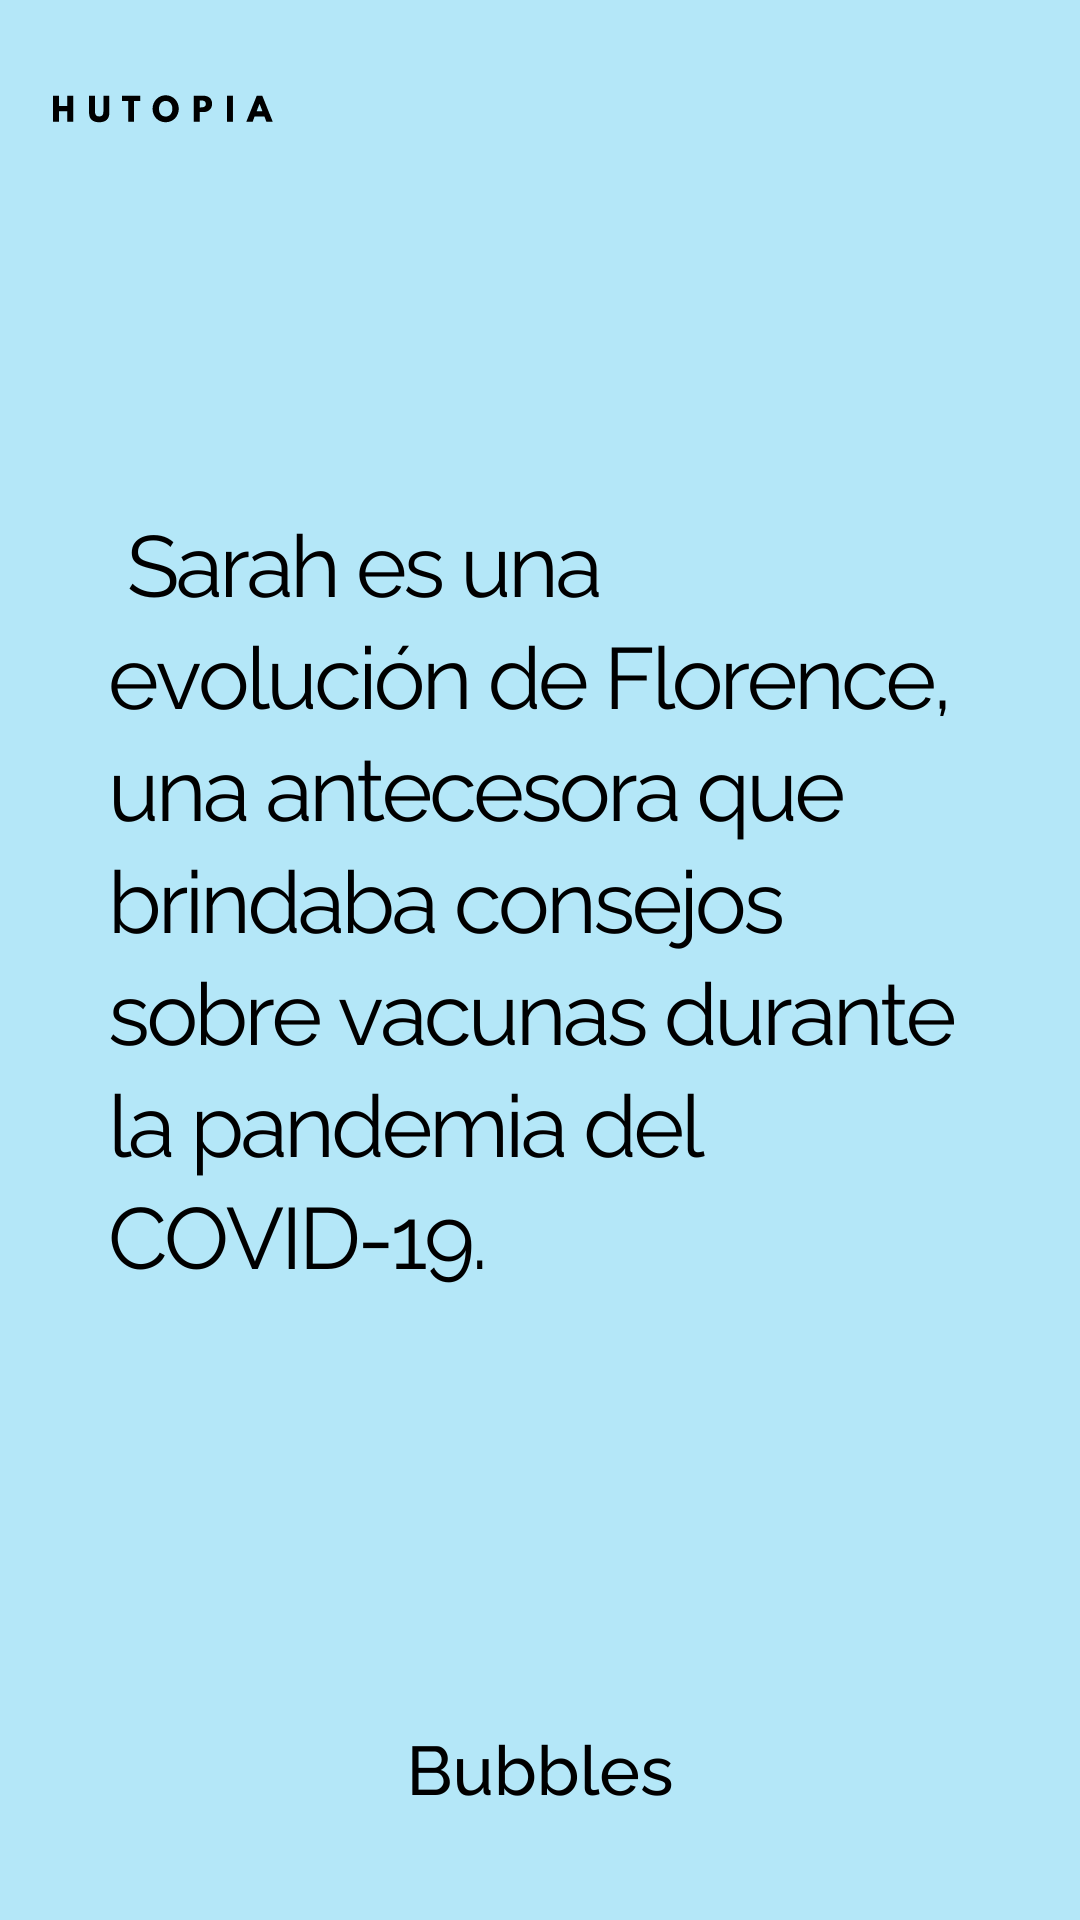 HUTOPIA
Sarah es una
evolución de Florence,
una antecesora que
brindaba consejos
sobre vacunas durante
la pandemia del
COVID-19.
Bubbles